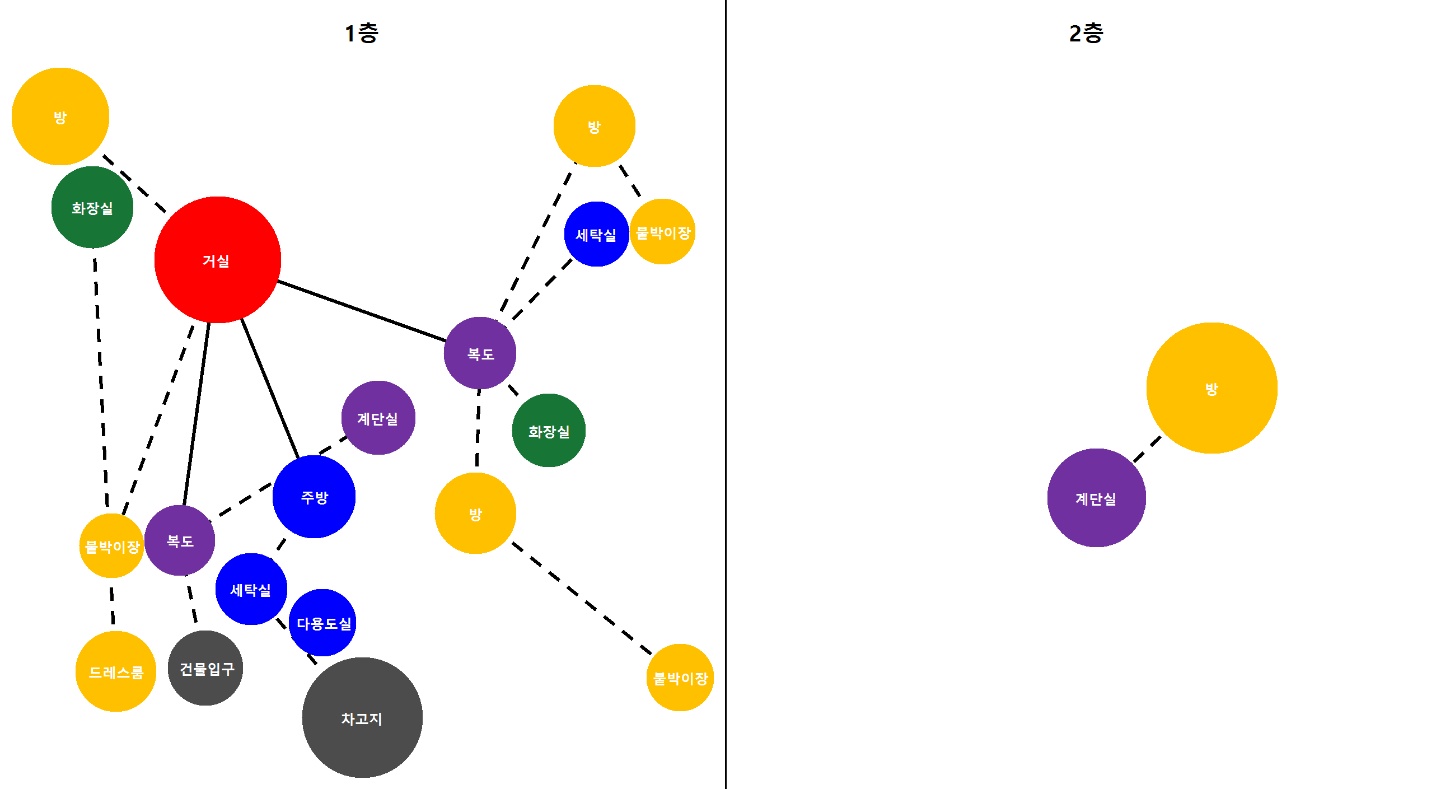 1층
2층
방
방
화장실
세탁실
붙박이장
거실
복도
방
계단실
화장실
주방
계단실
방
붙박이장
복도
세탁실
다용도실
드레스룸
건물입구
붙박이장
차고지